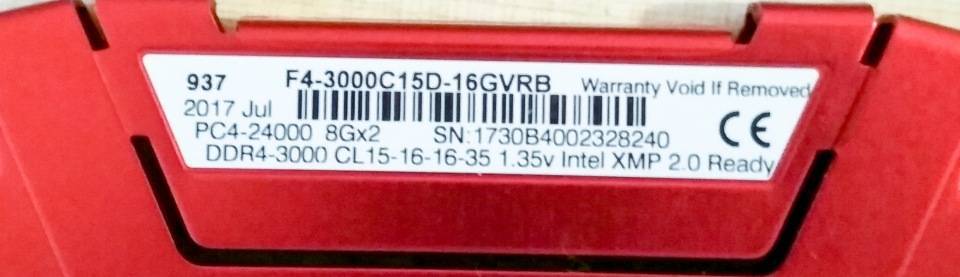 937 F4-3000C15D-16GVRB Warranty Void If Removed
2017 Jul
PC4-24000 8Gx2 SN:1730B4002328240 CE
DDR4-3000 CL15-16-16-35 1.35v Intel XMP 2.0 Ready